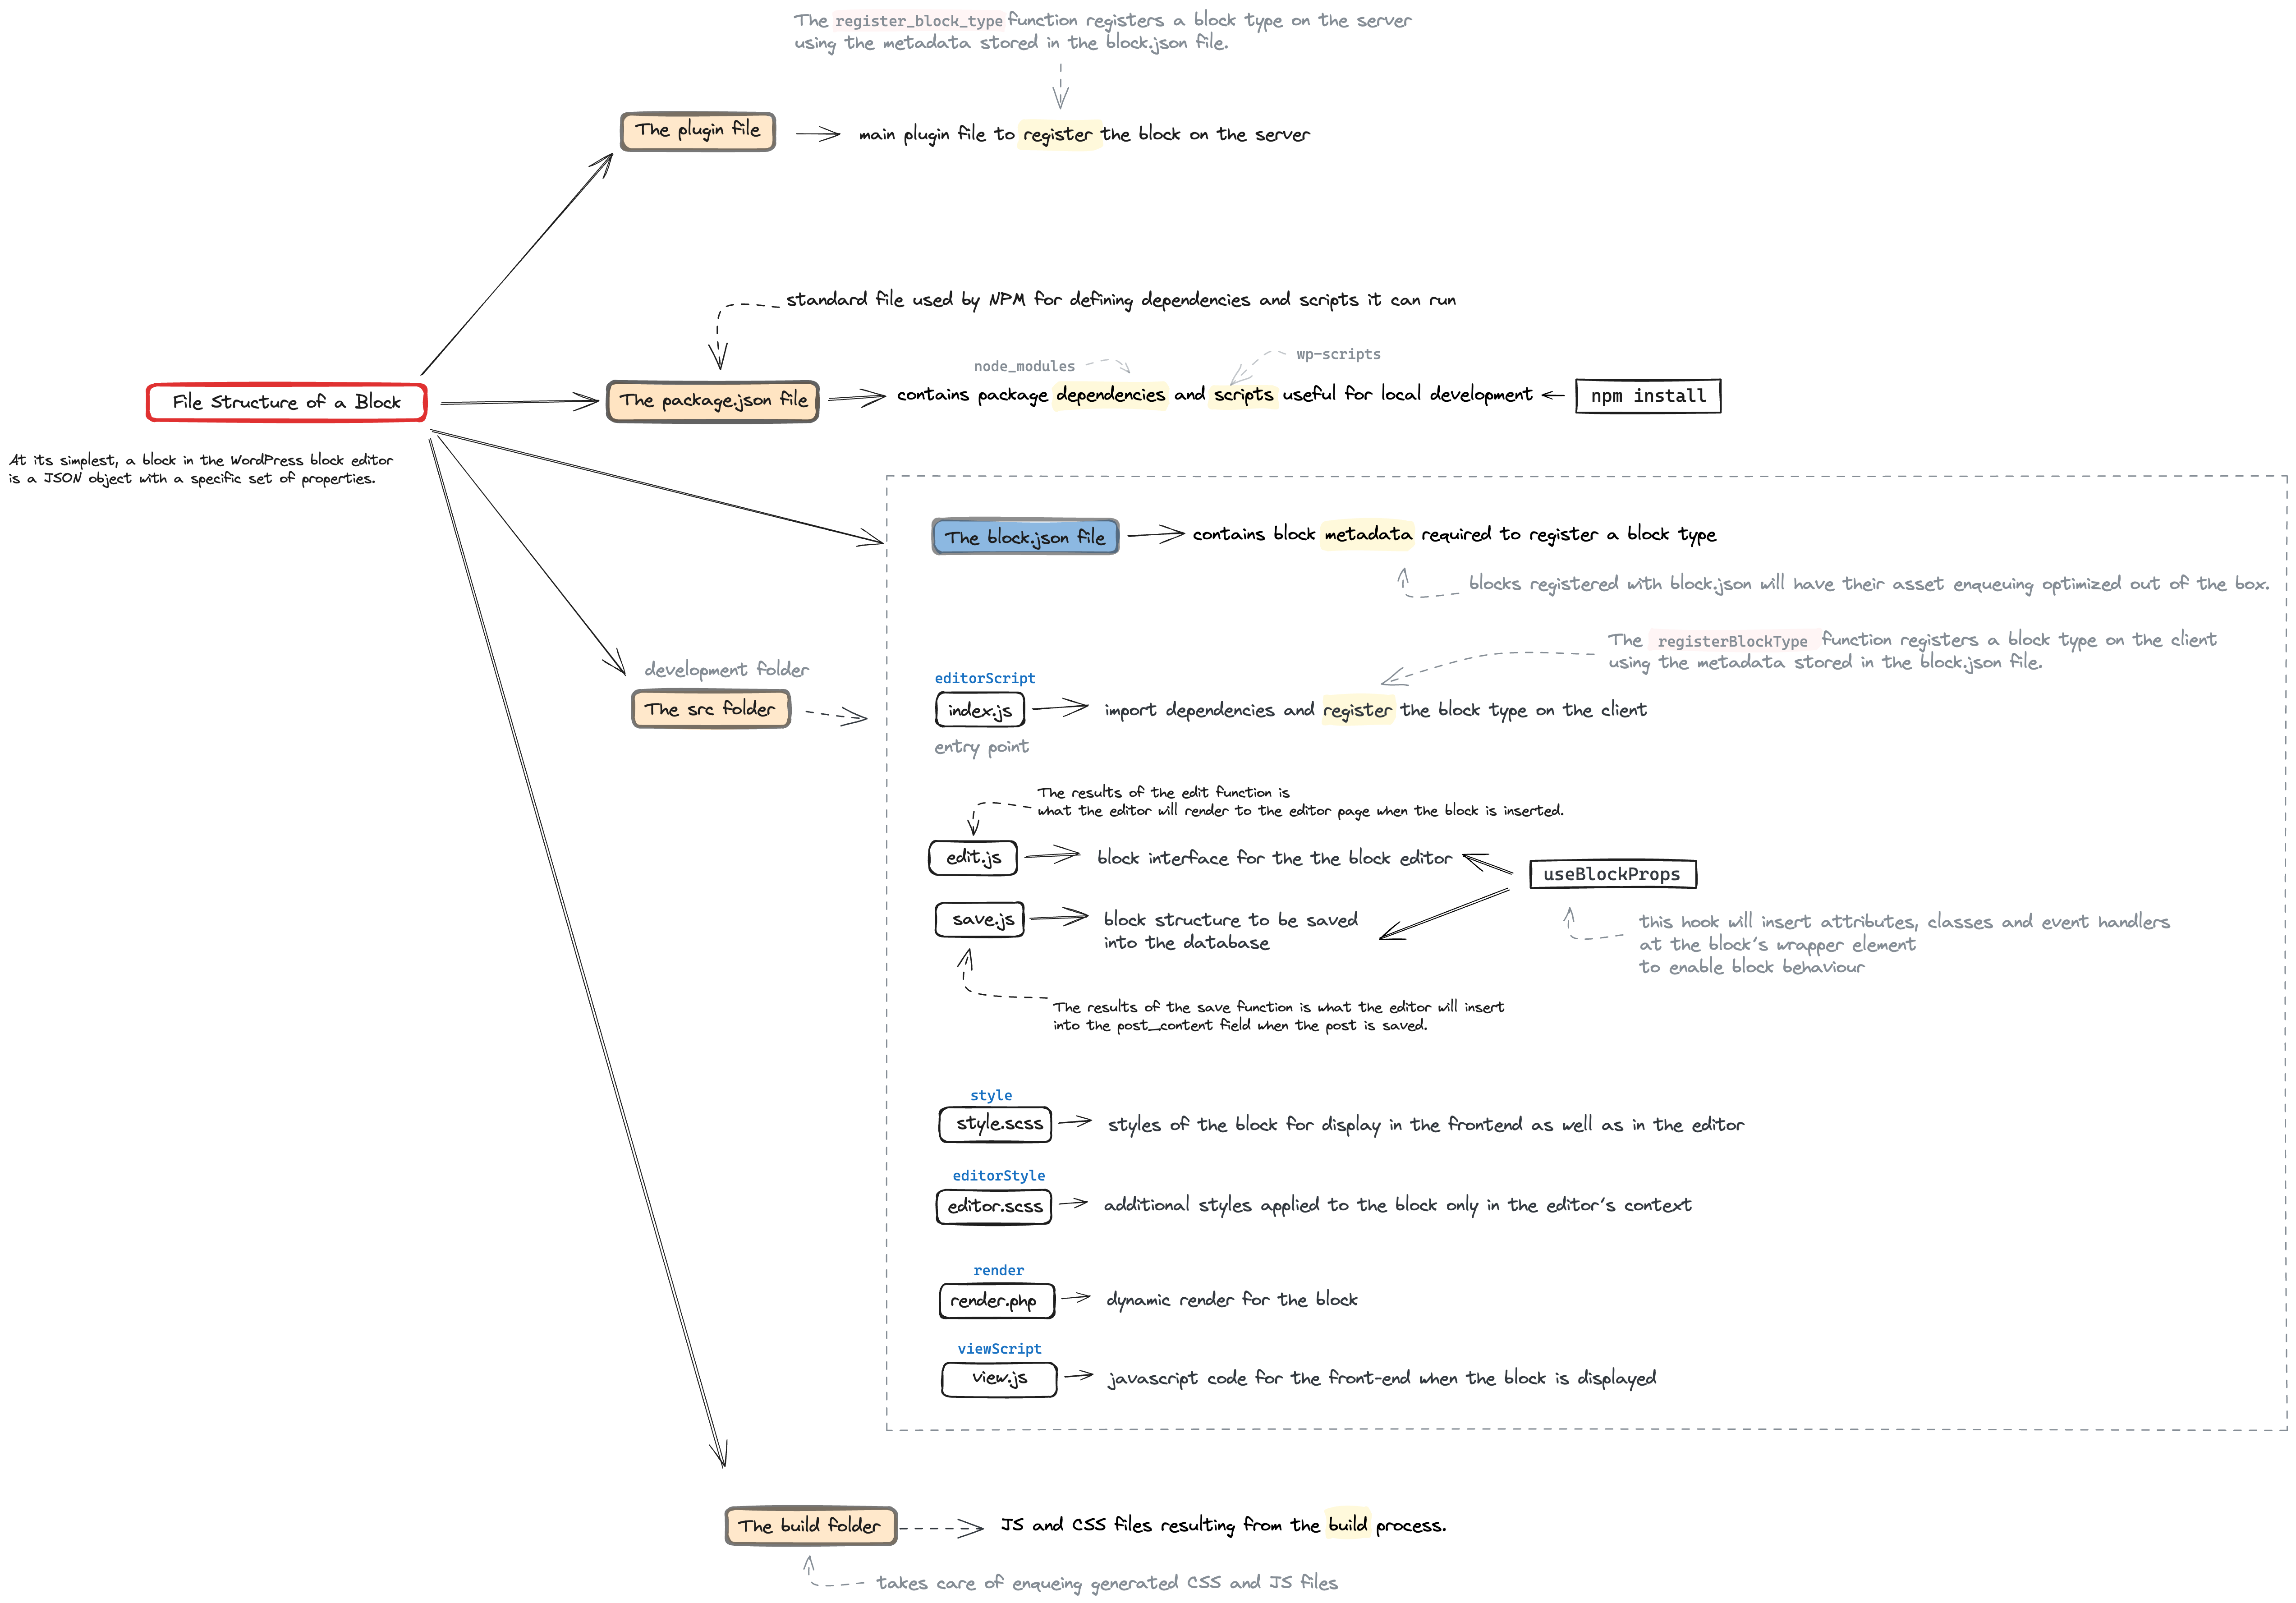 The register_block_type function registers a block type on the server
using the metadata stored in the block.json file.
The plugin file
main plugin file to register the block on the server
standard file used by NPM for defining dependencies and scripts it can run
node_modules
wp-scripts
File Structure of a Block
The package.json file
contains package dependencies and scripts useful for local development
npm install
At its simplest, a block in the WordPress block editor
is a JSON object with a specific set of properties.
The block.json file
contains block metadata required to register a block type
blocks registered with block.json will have their asset enqueuing optimized out of the box.
The registerBlockType function registers a block type on the client
using the metadata stored in the block.json file.
development folder
The src folder
editorScript
index.js
import dependencies and register the block type on the client
entry point
The results of the edit function is
what the editor will render to the editor page when the block is inserted.
edit.js
block interface for the the block editor
useBlockProps
save.js
block structure to be saved
into the database
this hook will insert attributes, classes and event handlers
at the block's wrapper element
to enable block behaviour
The results of the save function is what the editor will insert
into the post_content field when the post is saved.
style
style.scss
styles of the block for display in the frontend as well as in the editor
editorStyle
editor.scss
additional styles applied to the block only in the editor's context
render
render.php
dynamic render for the block
viewScript
view.js
javascript code for the front-end when the block is displayed
The build folder
JS and CSS files resulting from the build process.
takes care of enqueing generated CSS and JS files